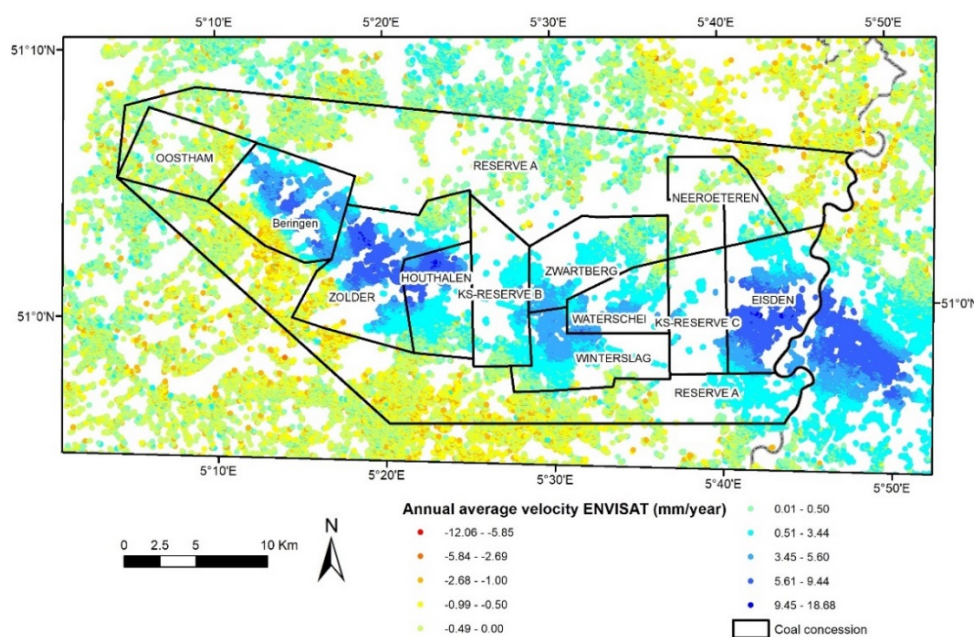 5°10'E 5°20'E 5°30'E 5°40'E 5°50'E
51°10'N
OOSTHAM
RESERVE A
NEEROETEREN
Beringen
ZWARTBERG
HOUTHALEN
ZOLDER
KS-RESERVE B
EISDEN
51°0'N
51°0'N
WATERSCHEI
KS-RESERVE C
WINTERSLAG
RESERVE A
5°10'E 5°20'E 5°30'E 5°40'E 5°50'E
Annual average velocity ENVISAT (mm/year)
-12.06 - -5.85
-5.84 - -2.69
-2.68 - -1.00
-0.99 - -0.50
-0.49 - 0.00
0.01 - 0.50
0.51 - 3.44
3.45 - 5.60
5.61 - 9.44
9.45 - 18.68
Coal concession
N
0 2.5 5 10 Km